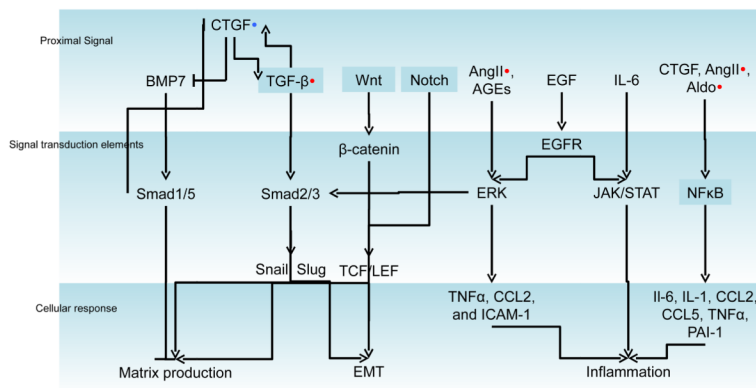 CTGF•
Proximal Signal
BMP7
TGF-β•
Wnt
Notch
AngII•,
AGEs
EGF
IL-6
CTGF, AngII•,
Aldo•
Signal transduction elements
β-catenin
EGFR
Smad1/5
Smad2/3
ERK
JAK/STAT
NFκB
Snail Slug
TCF/LEF
Cellular response
TNFα, CCL2,
and ICAM-1
Il-6, IL-1, CCL2,
CCL5, TNFα,
PAI-1
Matrix production
EMT
Inflammation